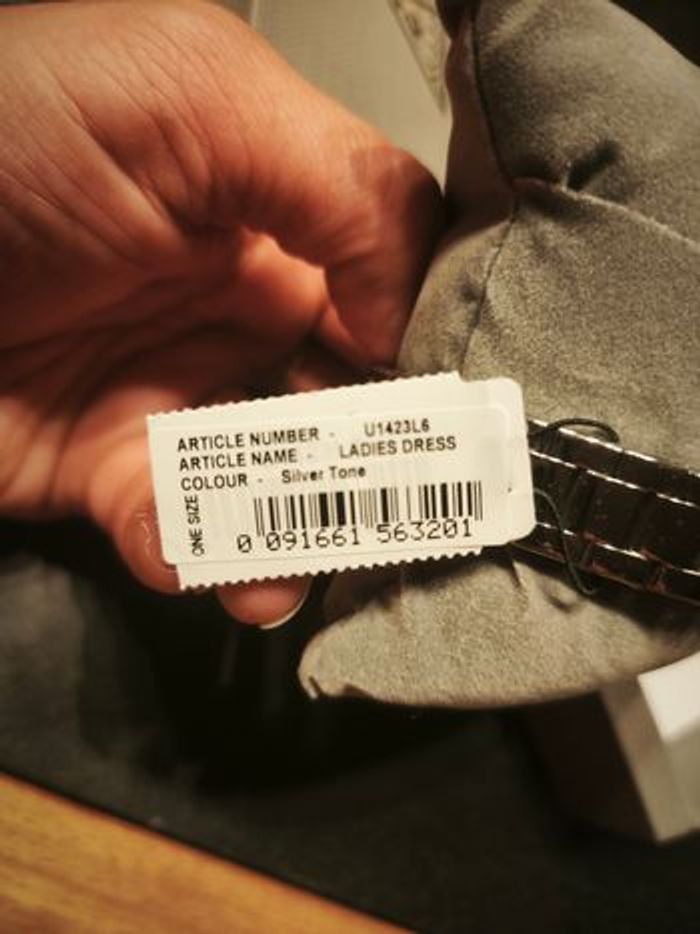 ARTICLE NUMBER - U1423L6
ARTICLE NAME - LADIES DRESS
COLOUR - Silver Tone
ONE SIZE
0 091661 563201